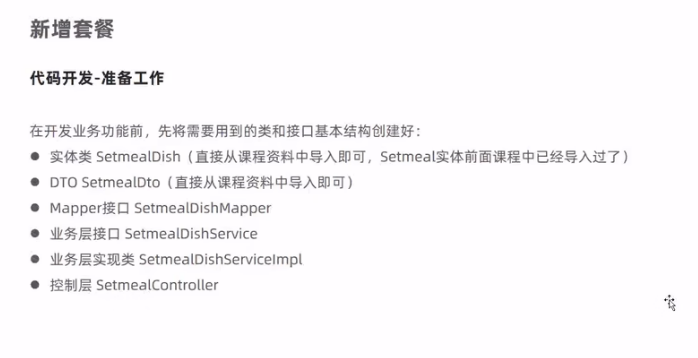 新增套餐
代码开发-准备工作
在开发业务功能前，先将需要用到的类和接口基本结构创建好：
● 实体类 SetmealDish（直接从课程资料中导入即可，Setmeal实体前面课程中已经导入过了）
● DTO SetmealDto（直接从课程资料中导入即可）
● Mapper接口 SetmealDishMapper
● 业务层接口 SetmealDishService
● 业务层实现类 SetmealDishServiceImpl
● 控制层 SetmealController